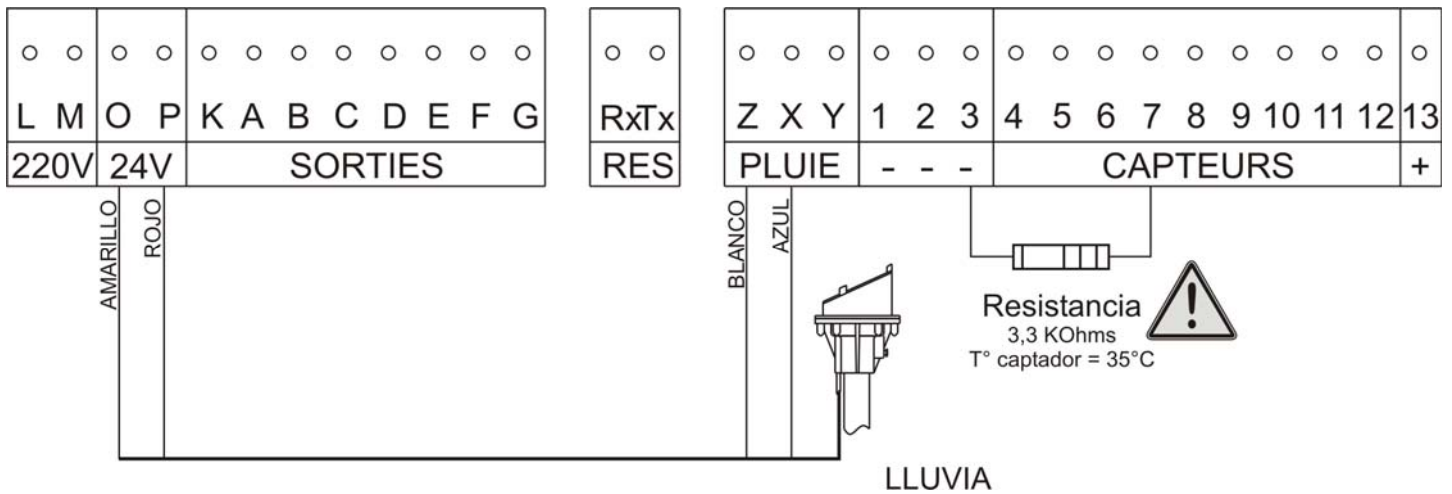 L M O P K A B C D E F G RxTx Z X Y 1 2 3 4 5 6 7 8 9 10 11 12 13
220V 24V SORTIES RES PLUIE - - - CAPTEURS +
AMARILLO
ROJO
BLANCO
AZUL
Resistancia
3,3 KOhms
T° captador = 35°C
!
LLUVIA